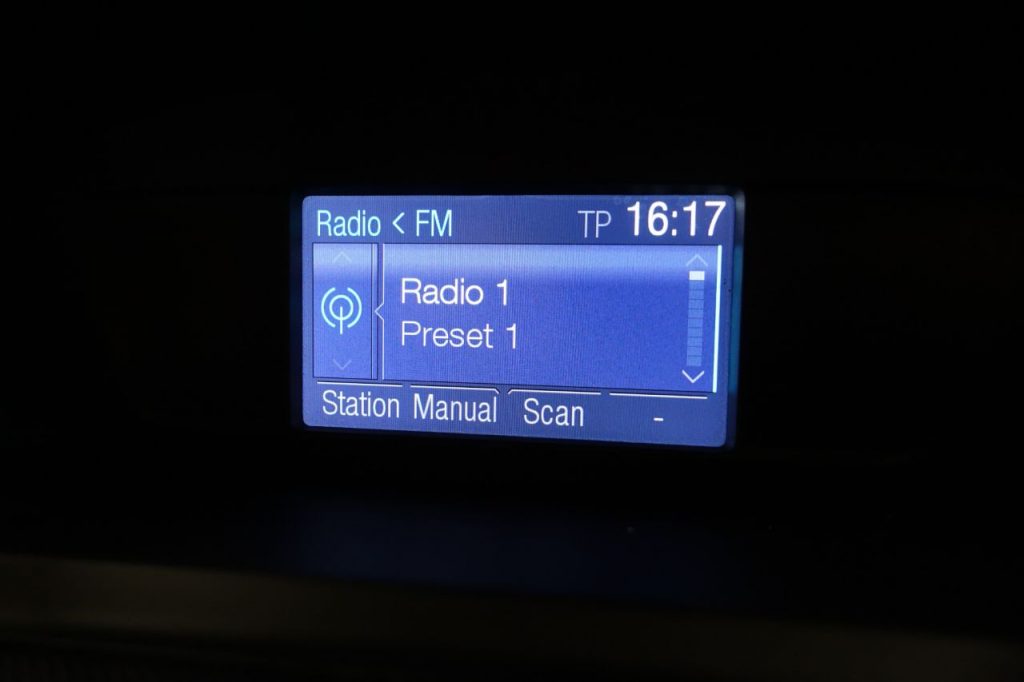 Radio < FM TP 16:17
Radio 1
Preset 1
Station Manual Scan -